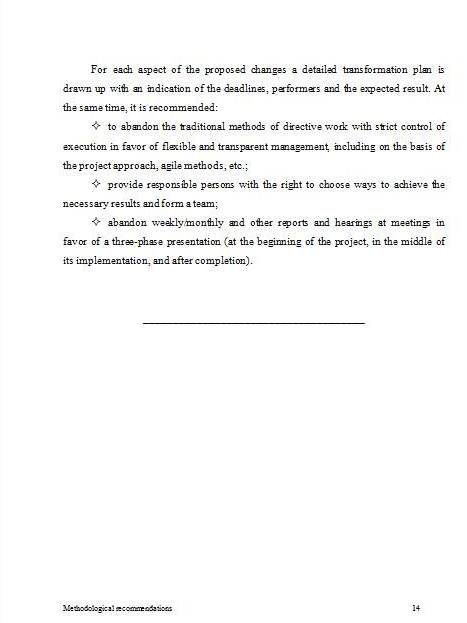 For each aspect of the proposed changes a detailed transformation plan is
drawn up with an indication of the deadlines, performers and the expected result. At
the same time, it is recommended:
✧ to abandon the traditional methods of directive work with strict control of
execution in favor of flexible and transparent management, including on the basis of
the project approach, agile methods, etc.;
✧ provide responsible persons with the right to choose ways to achieve the
necessary results and form a team;
✧ abandon weekly/monthly and other reports and hearings at meetings in
favor of a three-phase presentation (at the beginning of the project, in the middle of
its implementation, and after completion).
Methodological recommendations 14